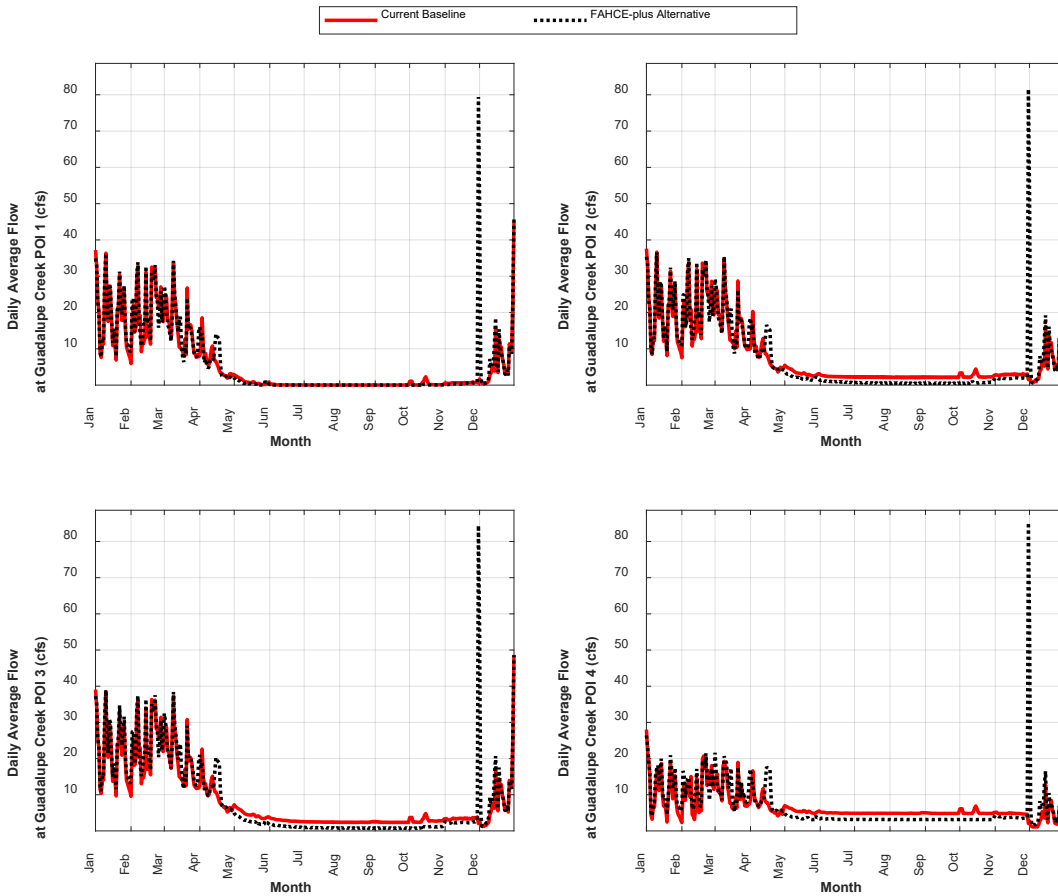 Current Baseline FAHCE-plus Alternative
Daily Average Flow
at Guadalupe Creek POI 1 (cfs)
80
70
60
50
40
30
20
10
Jan Feb Mar Apr May Jun Jul Aug Sep Oct Nov Dec
Month
Daily Average Flow
at Guadalupe Creek POI 2 (cfs)
80
70
60
50
40
30
20
10
Jan Feb Mar Apr May Jun Jul Aug Sep Oct Nov Dec
Month
Daily Average Flow
at Guadalupe Creek POI 3 (cfs)
80
70
60
50
40
30
20
10
Jan Feb Mar Apr May Jun Jul Aug Sep Oct Nov Dec
Month
Daily Average Flow
at Guadalupe Creek POI 4 (cfs)
80
70
60
50
40
30
20
10
Jan Feb Mar Apr May Jun Jul Aug Sep Oct Nov Dec
Month